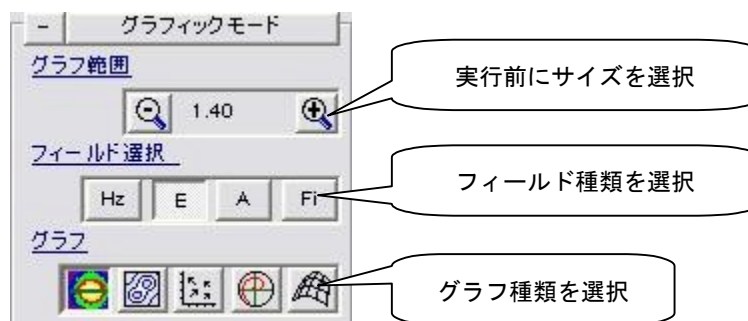 - グラフィックモード
グラフ範囲
実行前にサイズを選択
1.40
フィールド選択
フィールド種類を選択
Hz E A Fi
グラフ
グラフ種類を選択